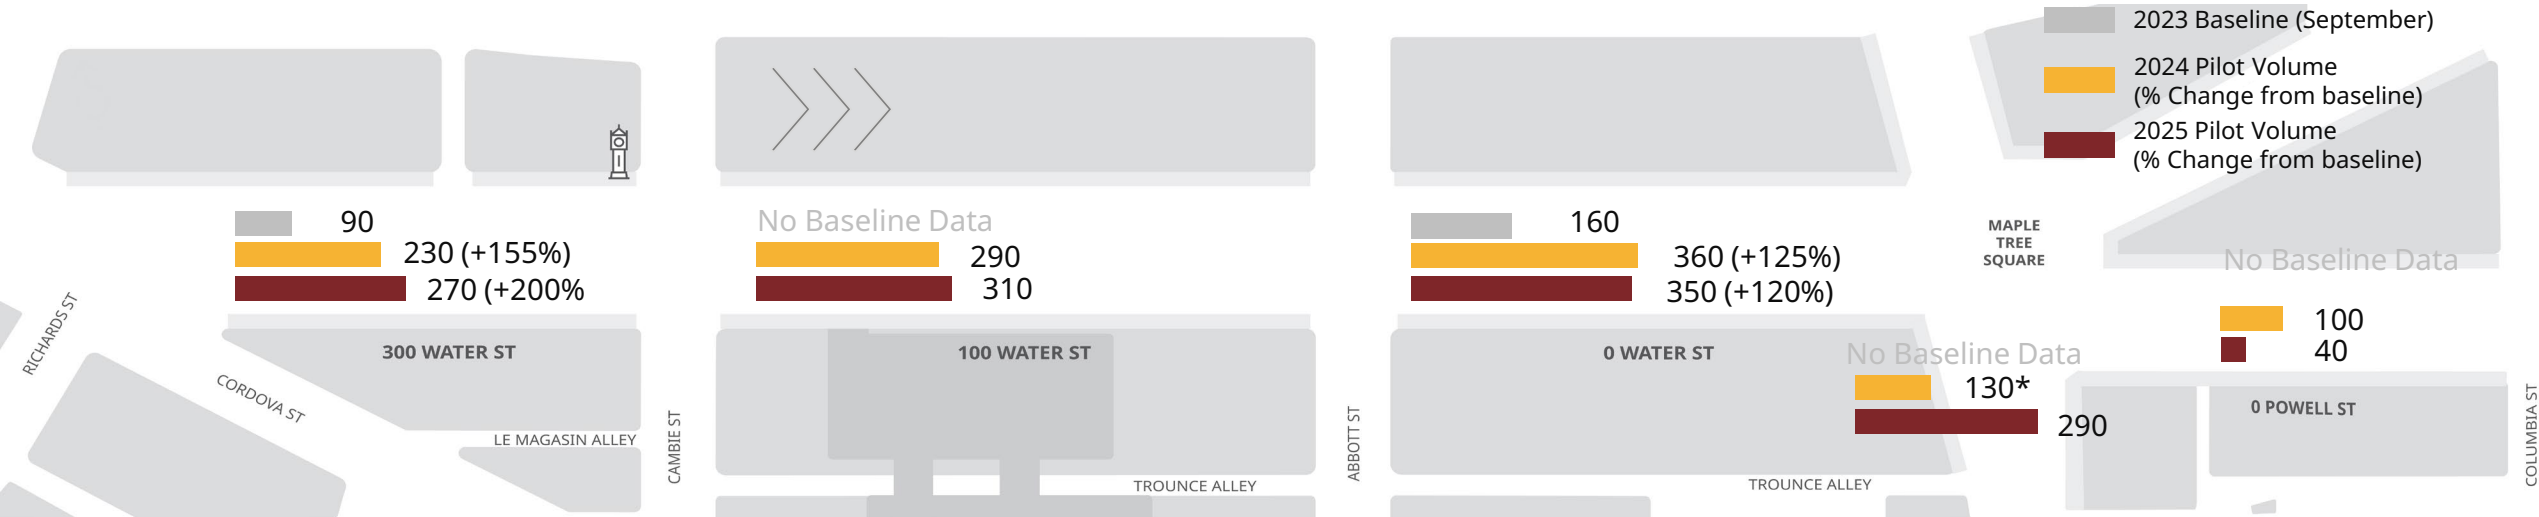 2023 Baseline (September)
2024 Pilot Volume
(% Change from baseline)
2025 Pilot Volume
(% Change from baseline)
90
230 (+155%)
270 (+200%
No Baseline Data
290
310
160
360 (+125%)
350 (+120%)
MAPLE
TREE
SQUARE
No Baseline Data
100
40
No Baseline Data
130*
290
RICHARDS ST
CORDOVA ST
300 WATER ST
LE MAGASIN ALLEY
CAMBIE ST
100 WATER ST
TROUNCE ALLEY
ABBOTT ST
0 WATER ST
TROUNCE ALLEY
0 POWELL ST
COLUMBIA ST